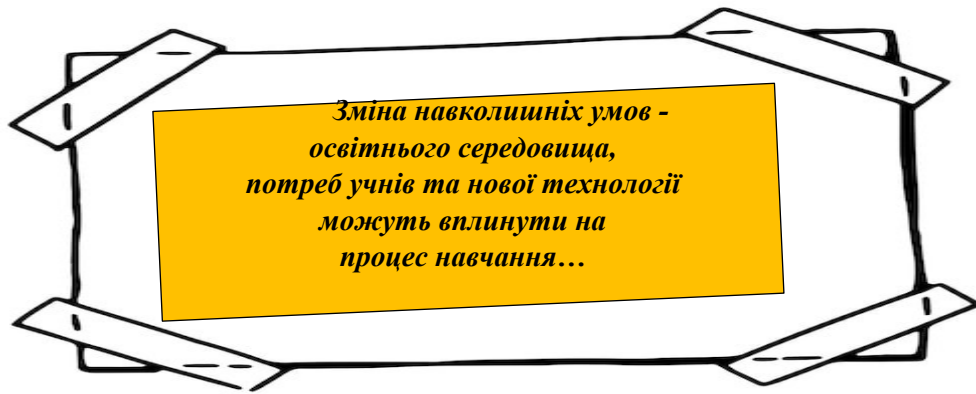 Зміна навколишніх умов -
освітнього середовища,
потреб учнів та нової технології
можуть вплинути на
процес навчання…